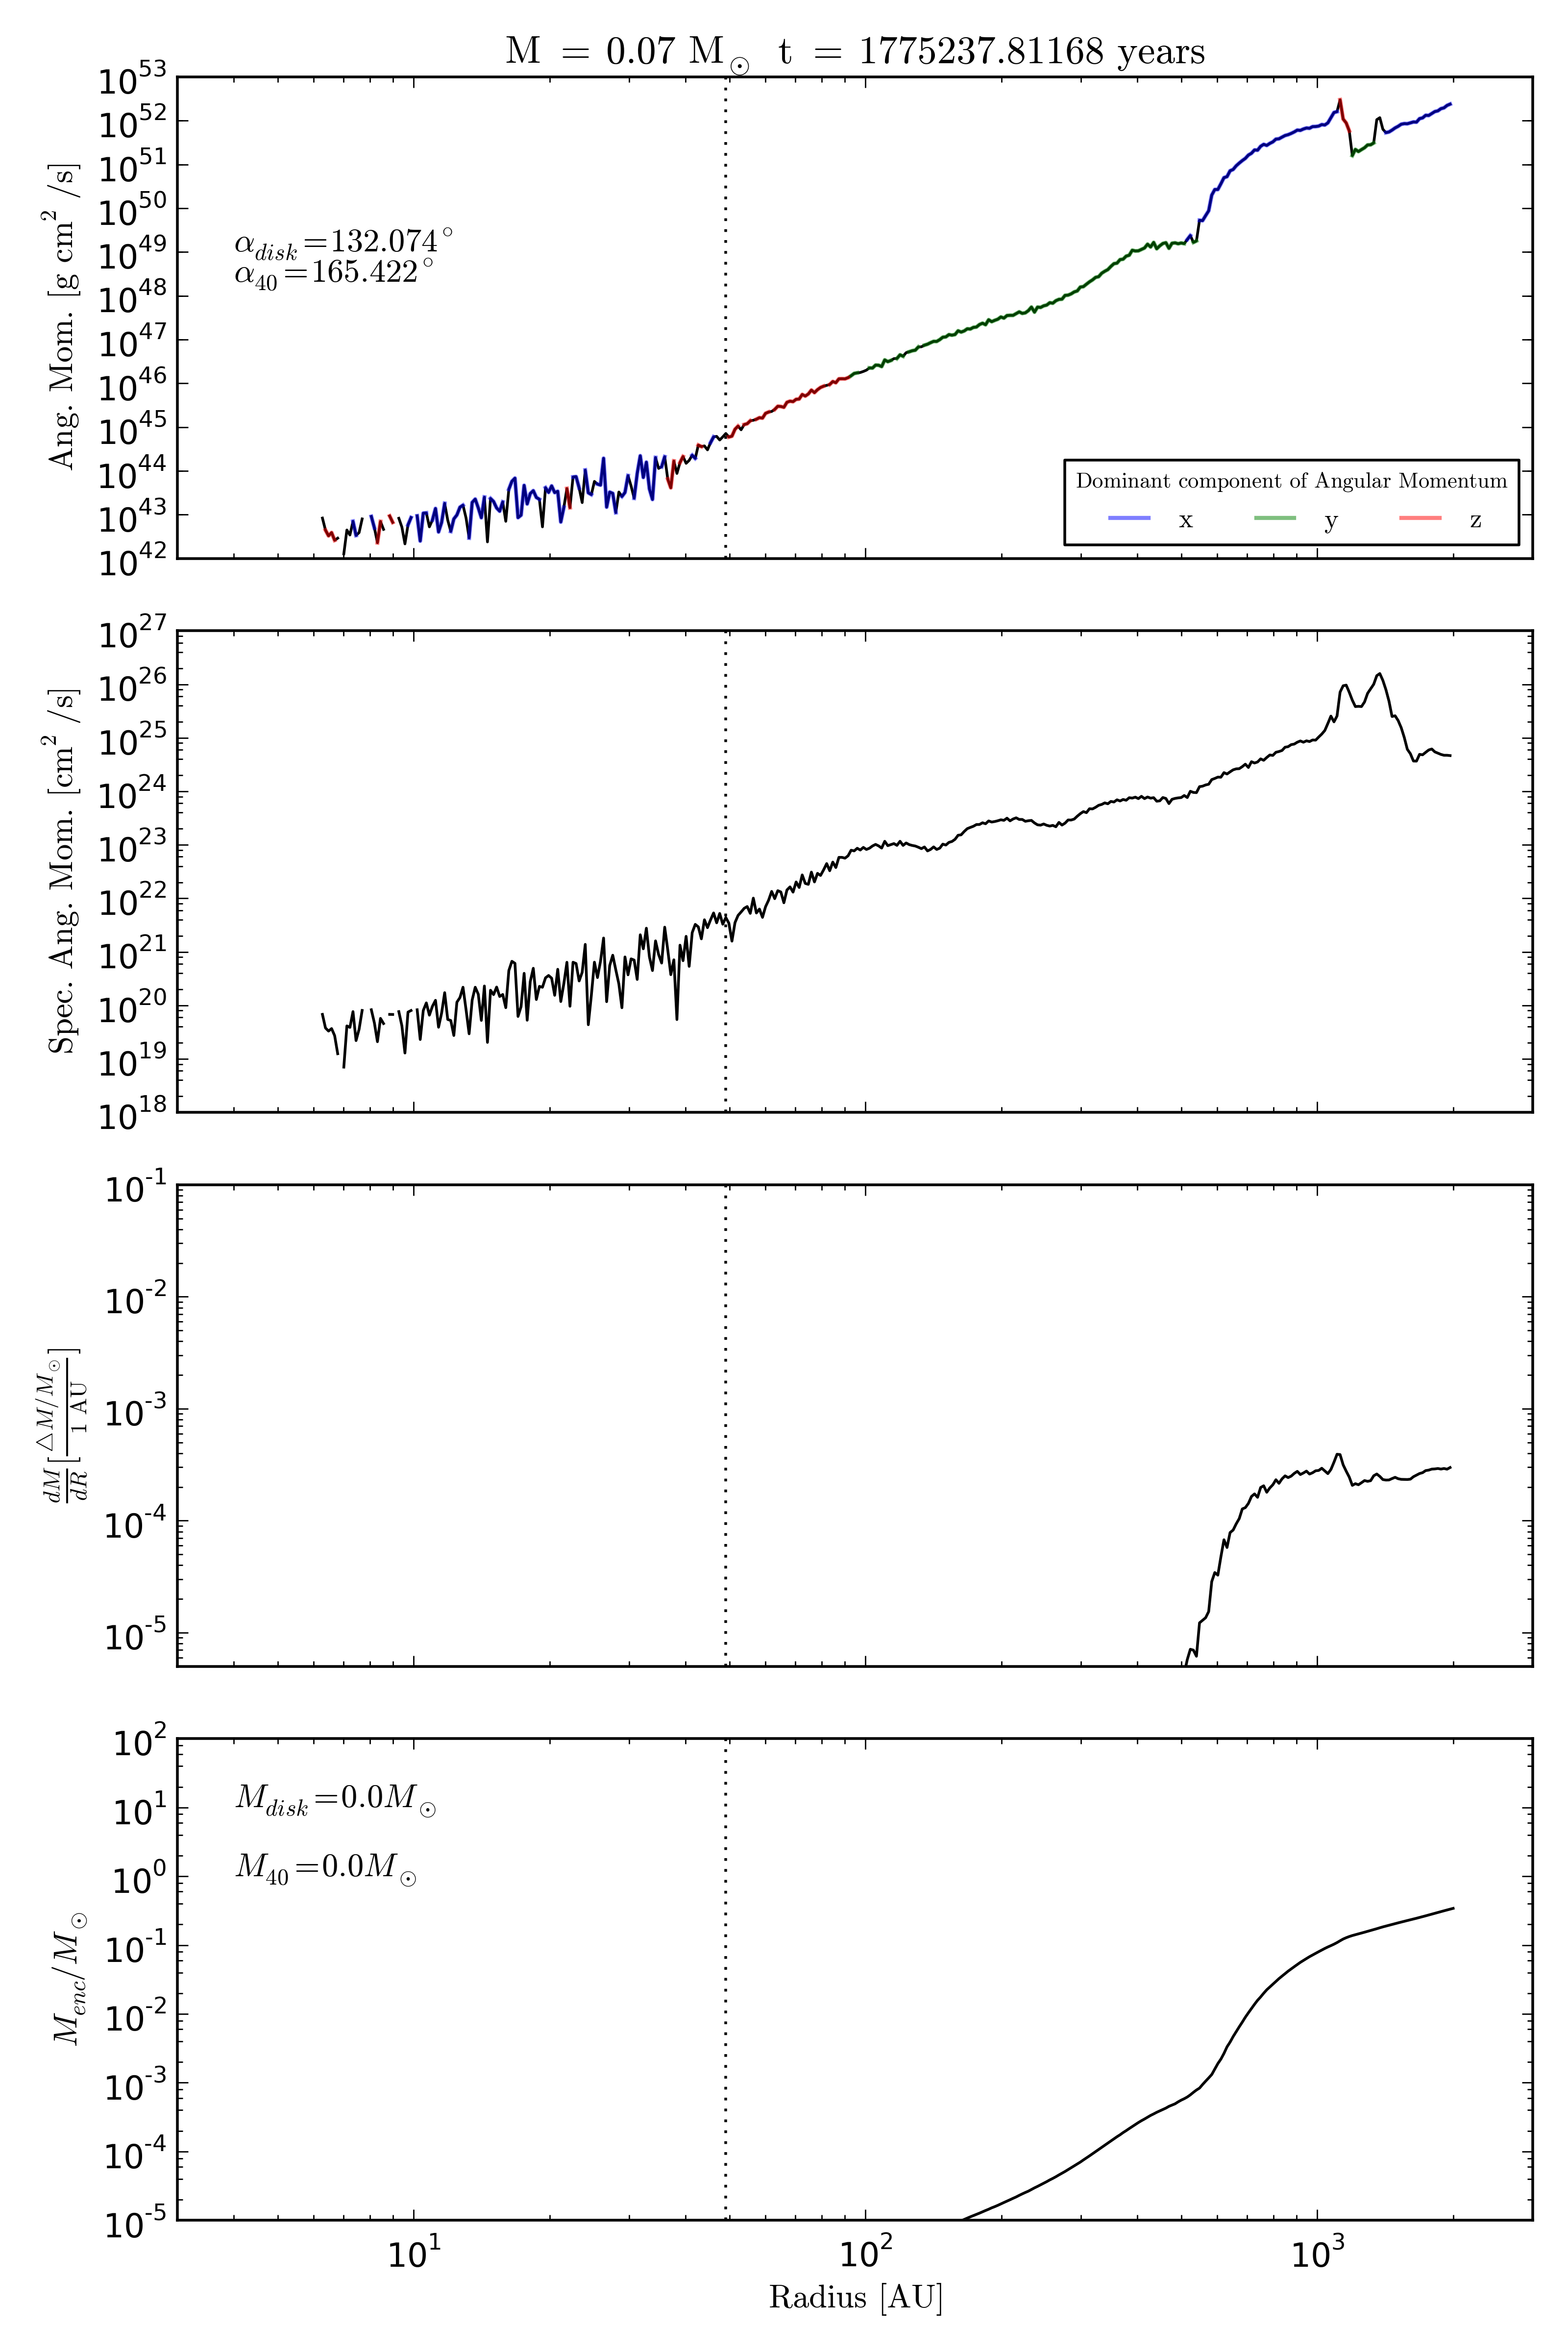 M = 0.07 M⊙ t = 1775237.81168 years
10^53
10^52
10^51
10^50
10^49
10^48
10^47
10^46
10^45
10^44
10^43
10^42
Ang. Mom. [g cm^2 /s]
α_disk=132.074°
α_40=165.422°
Dominant component of Angular Momentum
x y z
10^27
10^26
10^25
10^24
10^23
10^22
10^21
10^20
10^19
10^18
Spec. Ang. Mom. [cm^2 /s]
10^-1
10^-2
10^-3
10^-4
10^-5
dM/dR [△M/M⊙ / 1 AU]
10^2
10^1
10^0
10^-1
10^-2
10^-3
10^-4
10^-5
M_enc/M⊙
M_disk=0.0M⊙
M_40=0.0M⊙
10^1 10^2 10^3
Radius [AU]